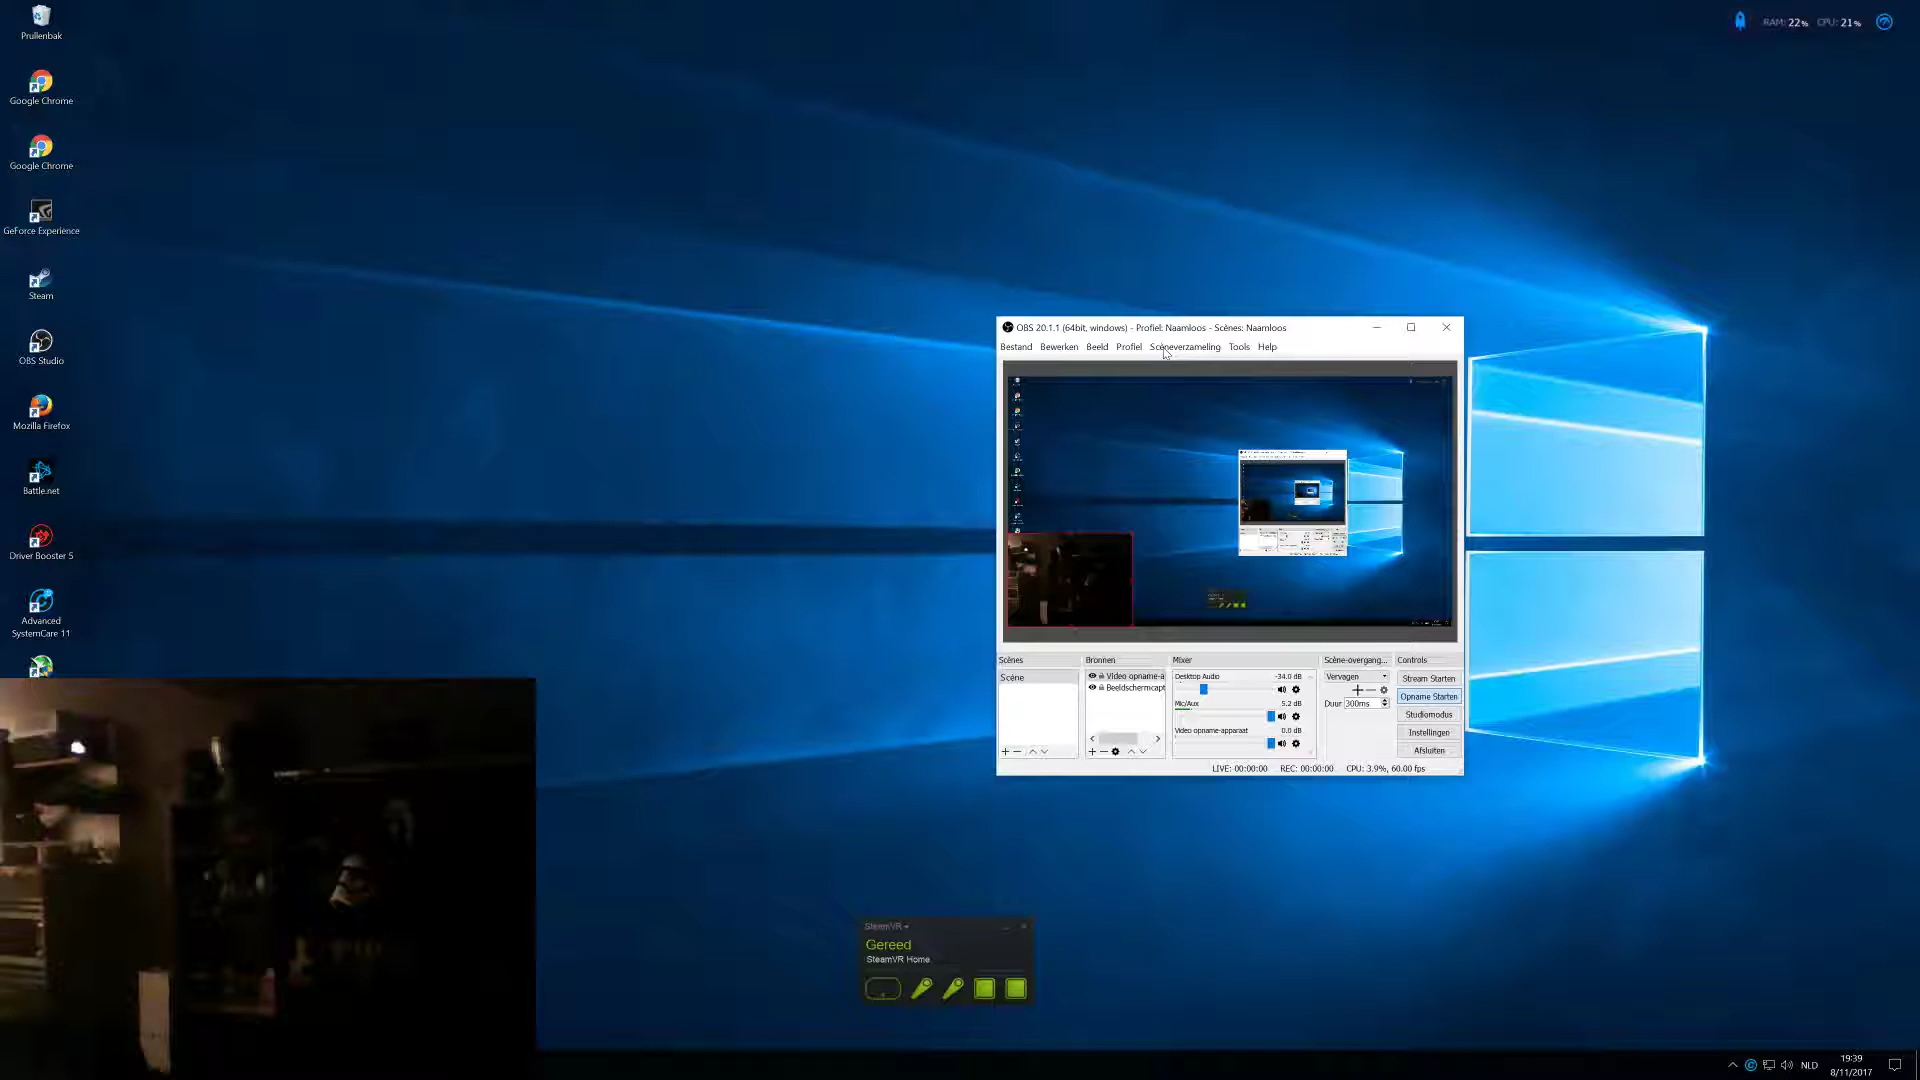 Prullenbak
Google Chrome
Google Chrome
GeForce Experience
Steam
OBS Studio
Mozilla Firefox
Battle.net
Driver Booster 5
Advanced
SystemCare 11
RAM: 22% CPU: 21%
OBS 20.1.1 (64bit, windows) - Profiel: Naamloos - Scènes: Naamloos
Bestand Bewerken Beeld Profiel Scèneverzameling Tools Help
Scènes
Scène
Bronnen
Video opname-a
Beeldschermcapt
Mixer
Desktop Audio -34.0 dB
Mic/Aux 5.2 dB
Video opname-apparaat 0.0 dB
Scène-overgang...
Vervagen
Duur 300ms
Controls
Stream Starten
Opname Starten
Studiomodus
Instellingen
Afsluiten
LIVE: 00:00:00 REC: 00:00:00 CPU: 3.9%, 60.00 fps
SteamVR
Gereed
SteamVR Home
NLD
19:39
8/11/2017